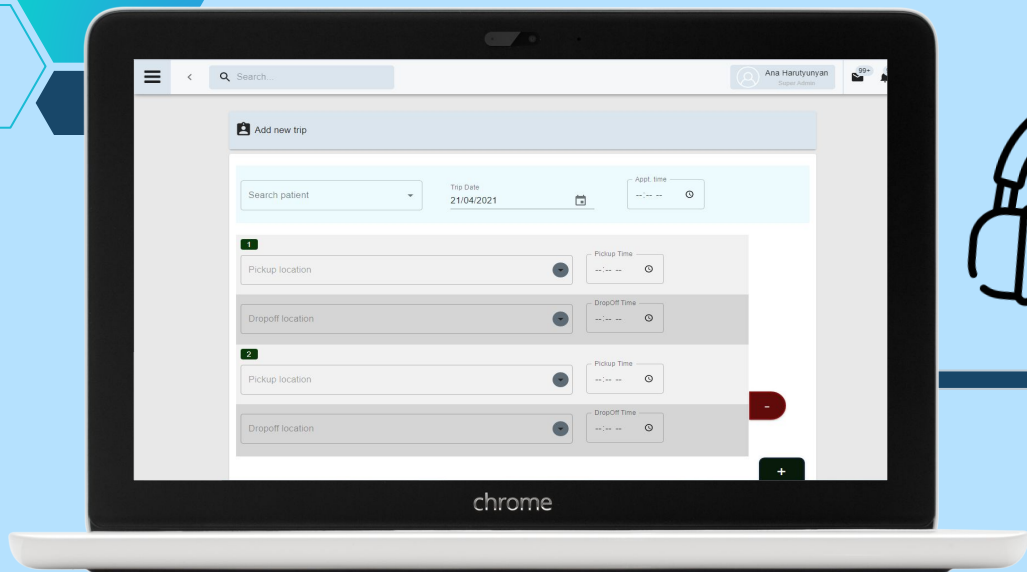 Search...
Ana Harutyunyan
Super Admin
99+
Add new trip
Search patient
Trip Date
21/04/2021
Appt. time
--:-- --
1
Pickup location
Pickup Time
--:-- --
Dropoff location
DropOff Time
--:-- --
2
Pickup location
Pickup Time
--:-- --
-
Dropoff location
DropOff Time
--:-- --
+
chrome